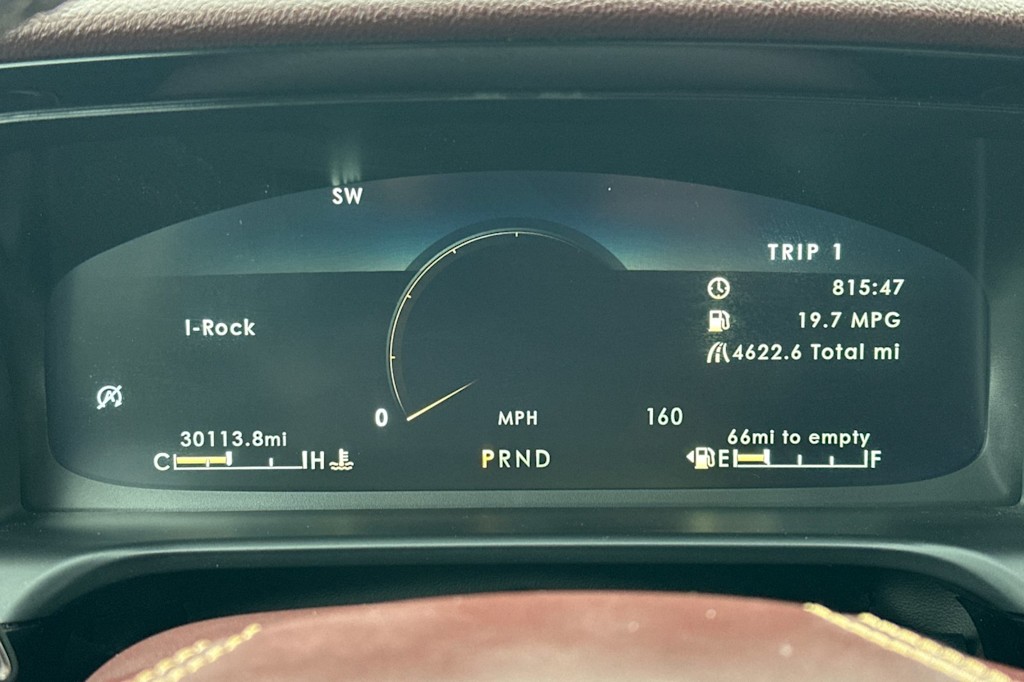 SW
TRIP 1
815:47
I-Rock
19.7 MPG
4622.6 Total mi
A
0
MPH
160
30113.8mi
66mi to empty
C H
PRND
E F